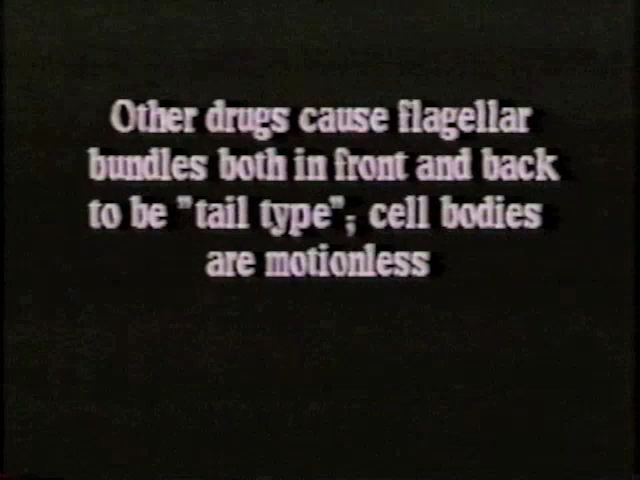 Other drugs cause flagellar
bundles both in front and back
to be "tail type"; cell bodies
are motionless